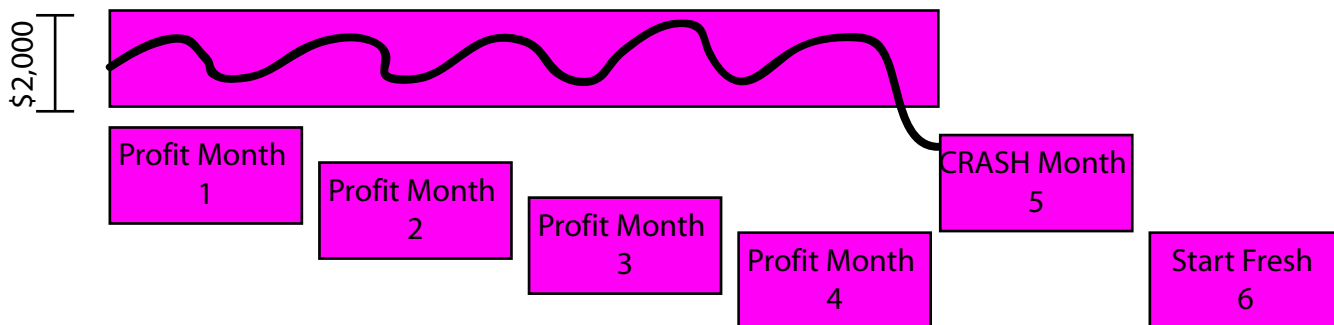 $2,000
Profit Month
1
Profit Month
2
Profit Month
3
Profit Month
4
CRASH Month
5
Start Fresh
6